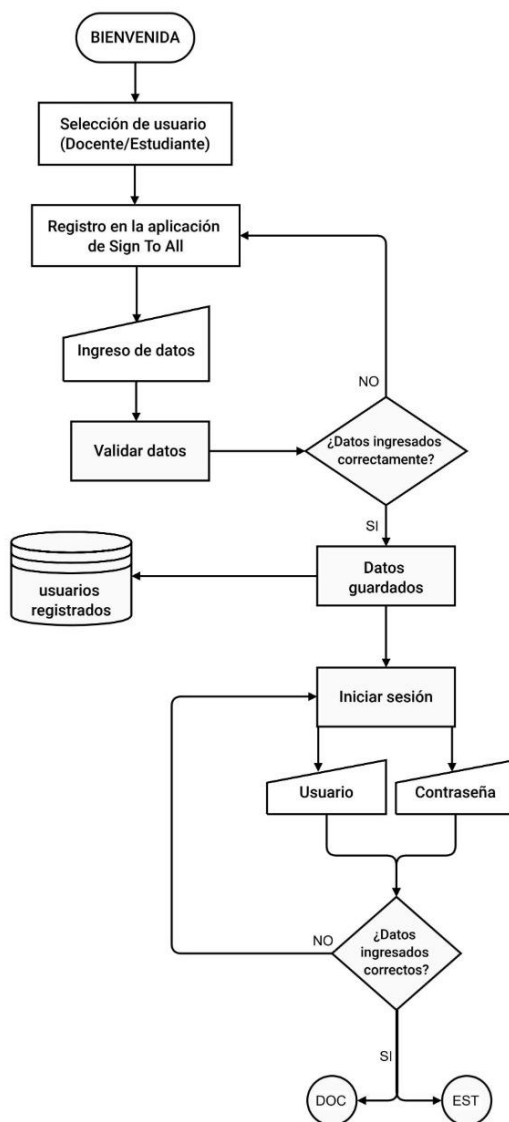 BIENVENIDA
Selección de usuario
(Docente/Estudiante)
Registro en la aplicación
de Sign To All
Ingreso de datos
NO
Validar datos
¿Datos ingresados
correctamente?
SI
Datos
guardados
usuarios
registrados
Iniciar sesión
Usuario
Contraseña
NO
¿Datos
ingresados
correctos?
SI
DOC
EST